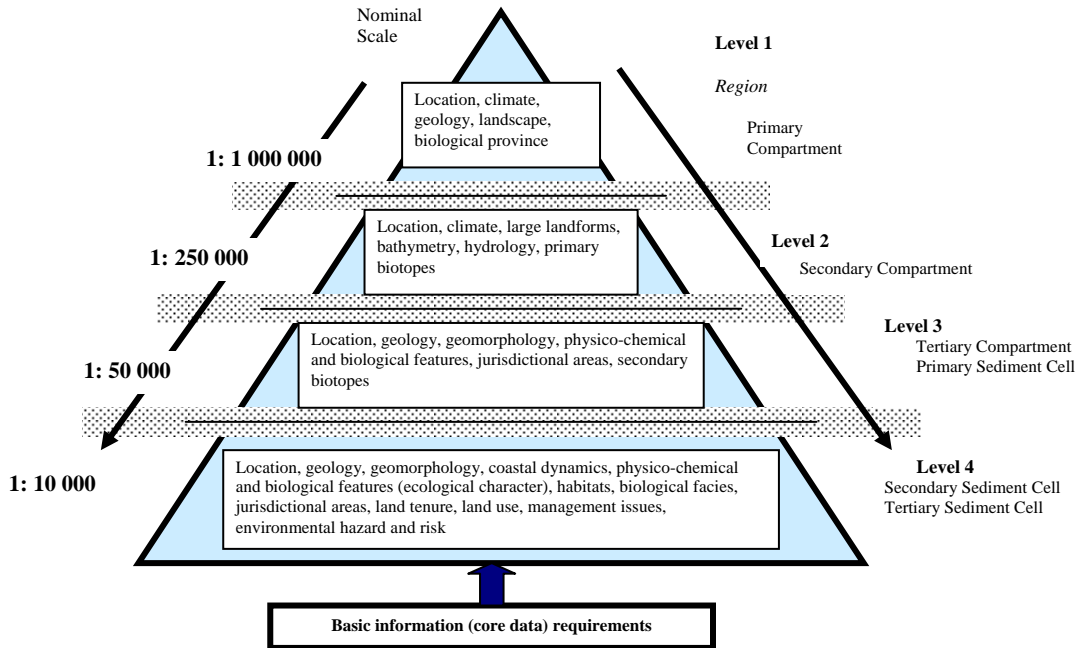 Nominal
Scale
Level 1
Region
Primary
Compartment
Location, climate,
geology, landscape,
biological province
1: 1 000 000
Location, climate, large landforms,
bathymetry, hydrology, primary
biotopes
1: 250 000
Level 2
Secondary Compartment
Location, geology, geomorphology, physico-chemical
and biological features, jurisdictional areas, secondary
biotopes
1: 50 000
Level 3
Tertiary Compartment
Primary Sediment Cell
Location, geology, geomorphology, coastal dynamics, physico-chemical
and biological features (ecological character), habitats, biological facies,
jurisdictional areas, land tenure, land use, management issues,
environmental hazard and risk
1: 10 000
Level 4
Secondary Sediment Cell
Tertiary Sediment Cell
Basic information (core data) requirements